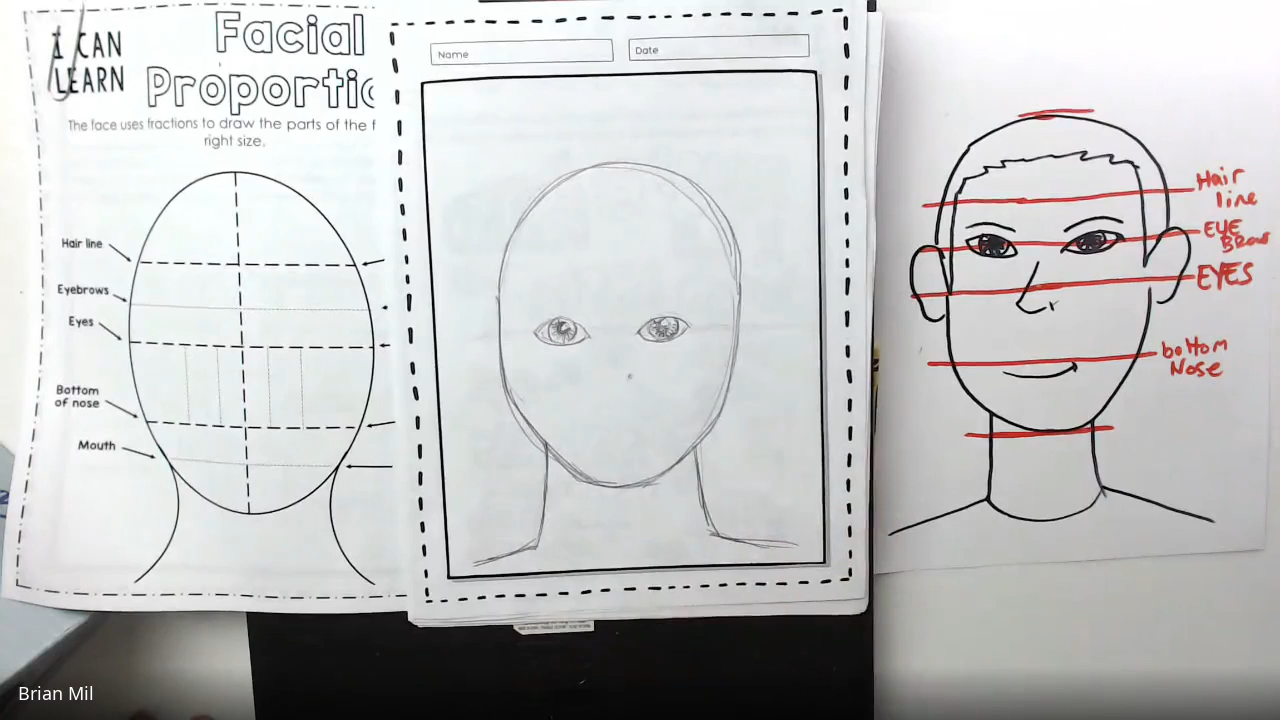 I CAN
LEARN
Facial
Proportio
The face uses fractions to draw the parts of the f
right size.
Hair line
Eyebrows
Eyes
Bottom
of nose
Mouth
Name
Date
Hair
line
EYE
Brow
EYES
bottom
Nose
Brian Mil